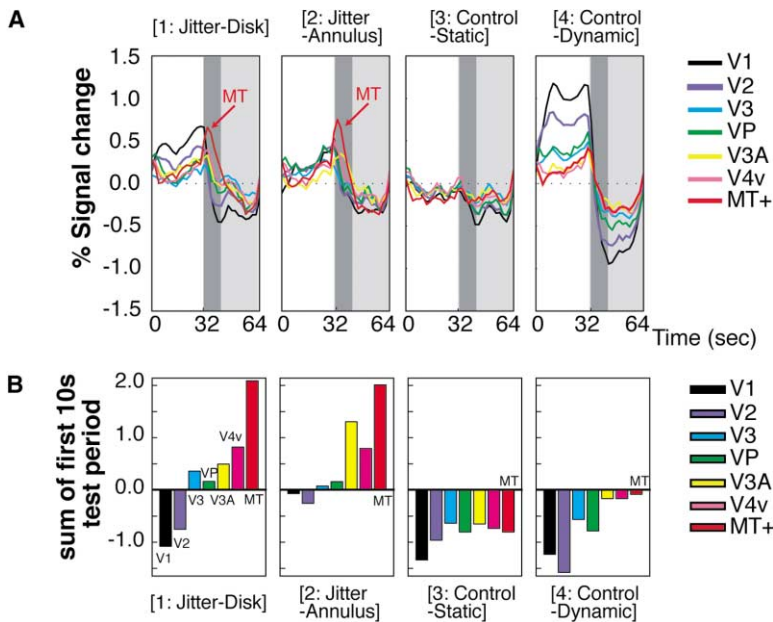 A
[1: Jitter-Disk]
[2: Jitter
-Annulus]
[3: Control
-Static]
[4: Control
-Dynamic]
% Signal change
1.5
1.0
0.5
0.0
-0.5
-1.0
-1.5
MT
MT
0 32 64
0 32 64
0 32 64
0 32 64
Time (sec)
V1
V2
V3
VP
V3A
V4v
MT+
B
sum of first 10s
test period
2.0
1.0
0.0
-1.0
V1
V2
V3
VP
V3A
V4v
MT
MT
MT
MT
[1: Jitter-Disk]
[2: Jitter
-Annulus]
[3: Control
-Static]
[4: Control
-Dynamic]
V1
V2
V3
VP
V3A
V4v
MT+